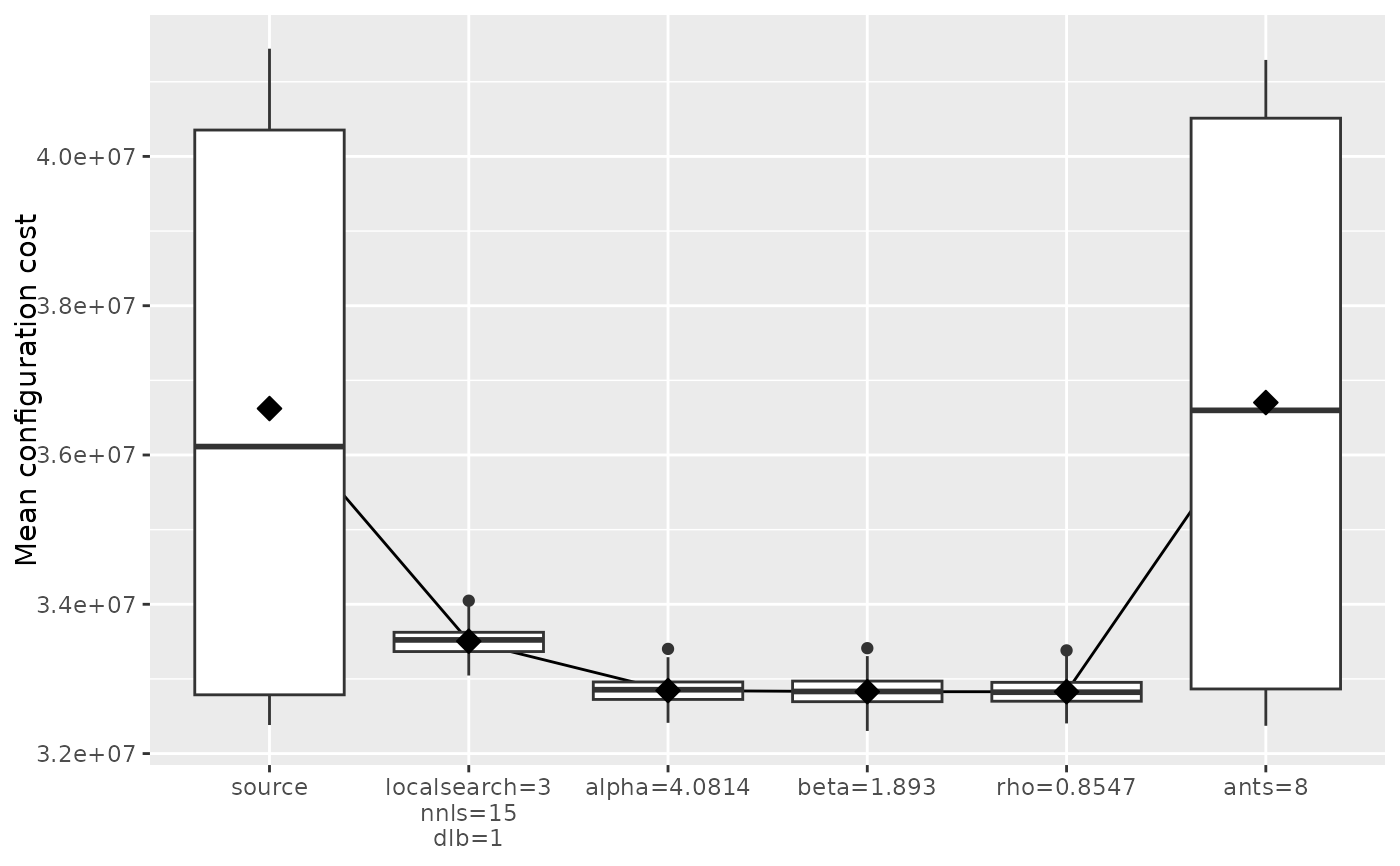 Mean configuration cost
4.0e+07
3.8e+07
3.6e+07
3.4e+07
3.2e+07
source
localsearch=3
nnls=15
dlb=1
alpha=4.0814
beta=1.893
rho=0.8547
ants=8